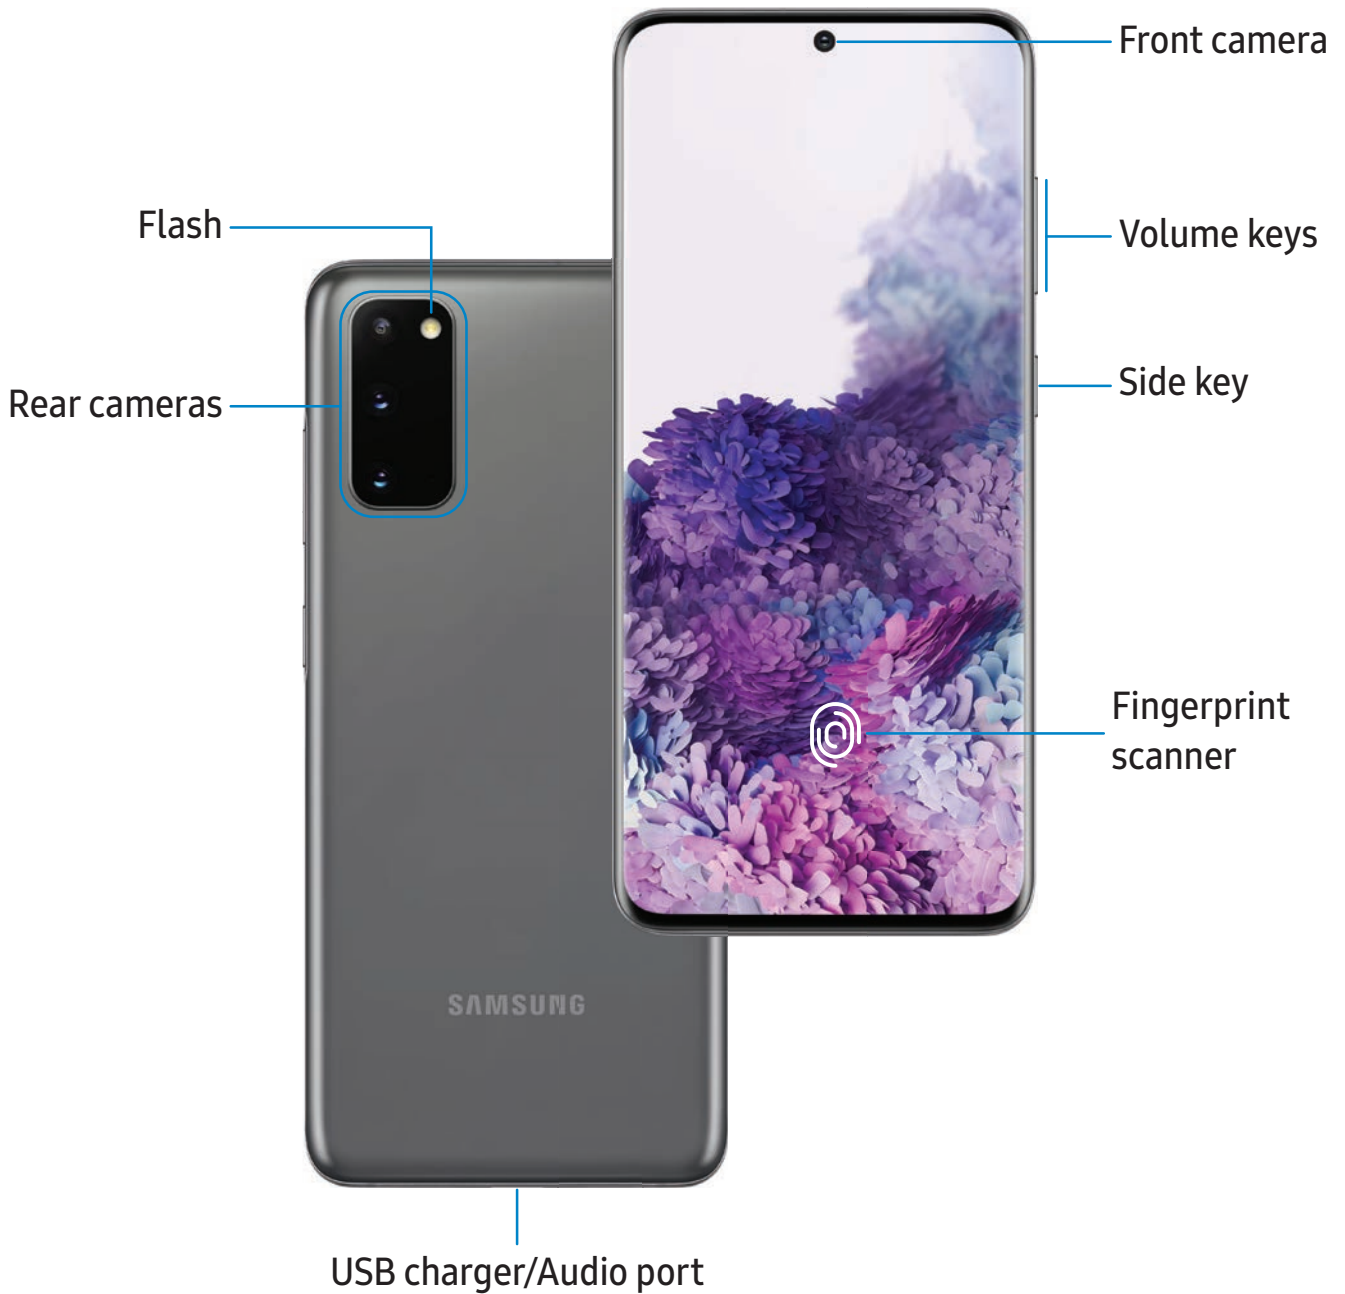 Front camera
Flash
Volume keys
Side key
Rear cameras
Fingerprint
scanner
SAMSUNG
USB charger/Audio port